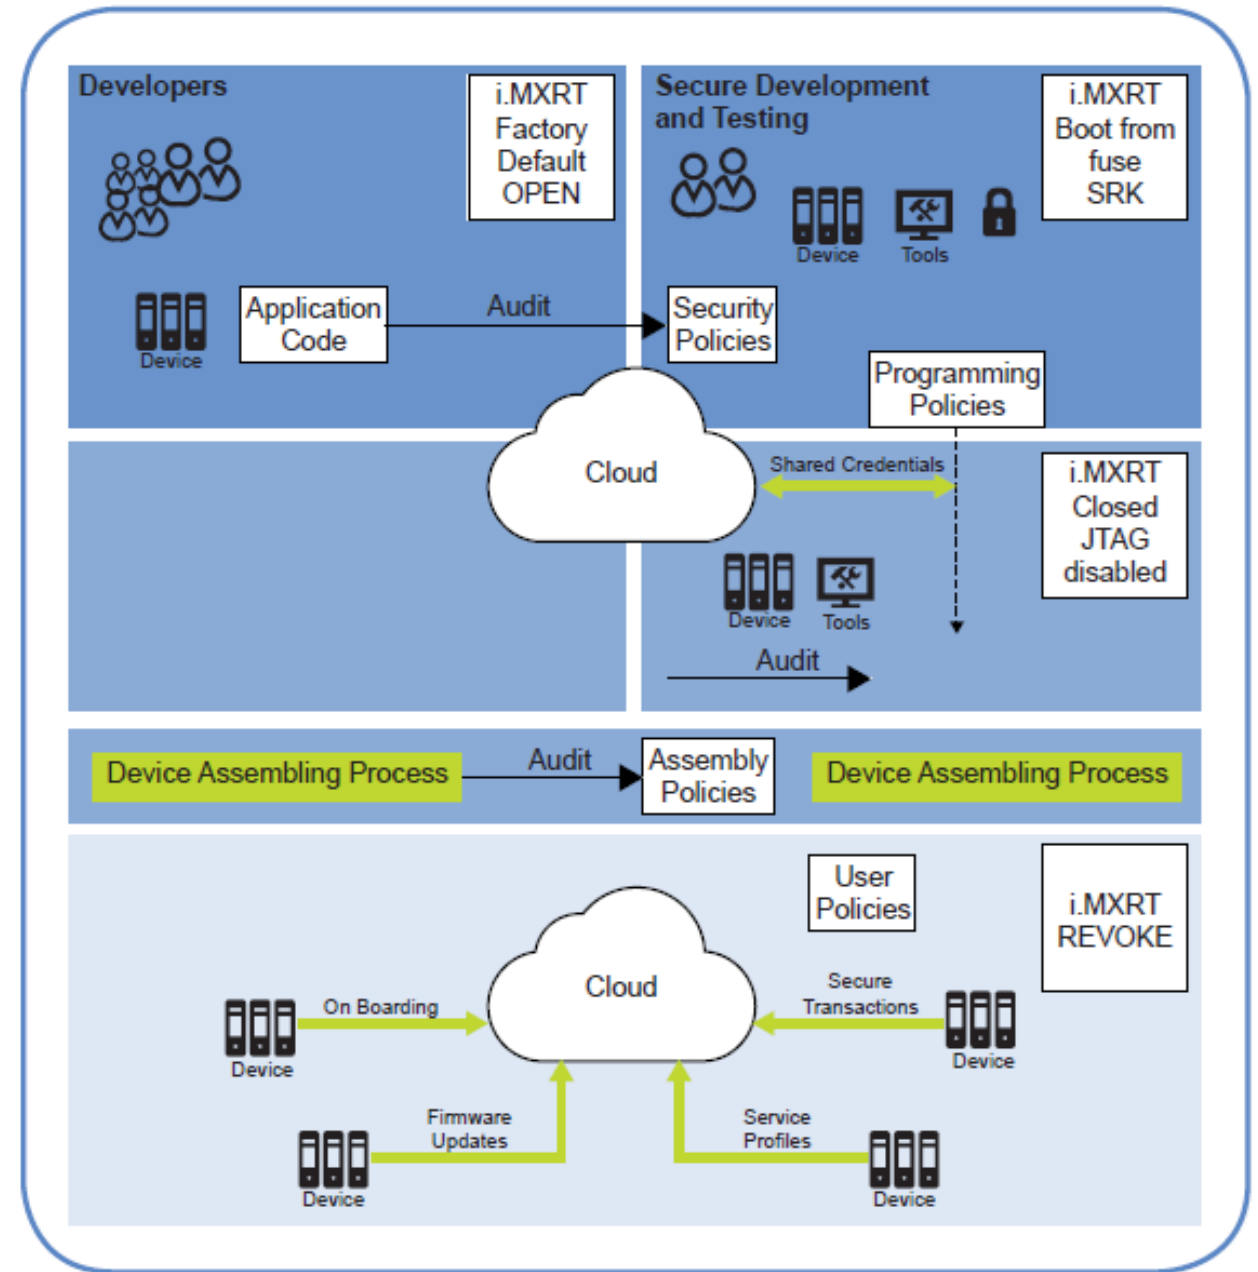 Developers
i.MXRT
Factory
Default
OPEN
Secure Development
and Testing
i.MXRT
Boot from
fuse
SRK
Device
Tools
Device
Application
Code
Audit
Security
Policies
Programming
Policies
Cloud
Shared Credentials
i.MXRT
Closed
JTAG
disabled
Device
Tools
Audit
Device Assembling Process
Audit
Assembly
Policies
Device Assembling Process
User
Policies
i.MXRT
REVOKE
Cloud
On Boarding
Device
Secure
Transactions
Device
Firmware
Updates
Device
Service
Profiles
Device